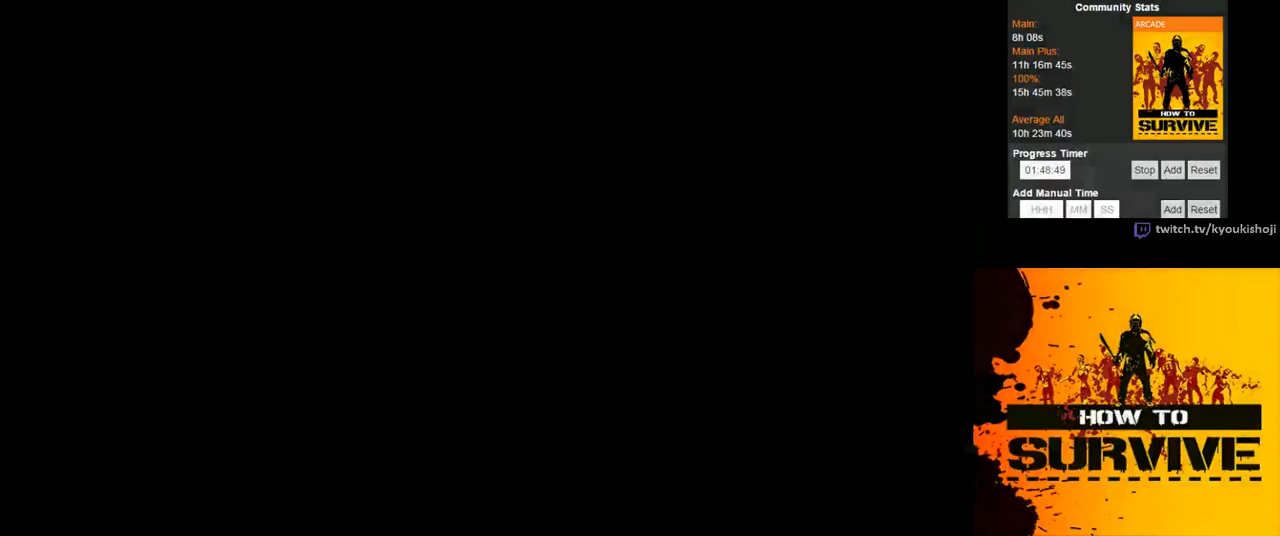 Community Stats
Main:
8h 08s
Main Plus:
11h 16m 45s
100%:
15h 45m 38s
Average All
10h 23m 40s
ARCADE
HOW TO
SURVIVE
Progress Timer
01:48:49
Stop
Add
Reset
Add Manual Time
HHH
MM
SS
Add
Reset
twitch.tv/kyoukishoji
HOW TO
SURVIVE